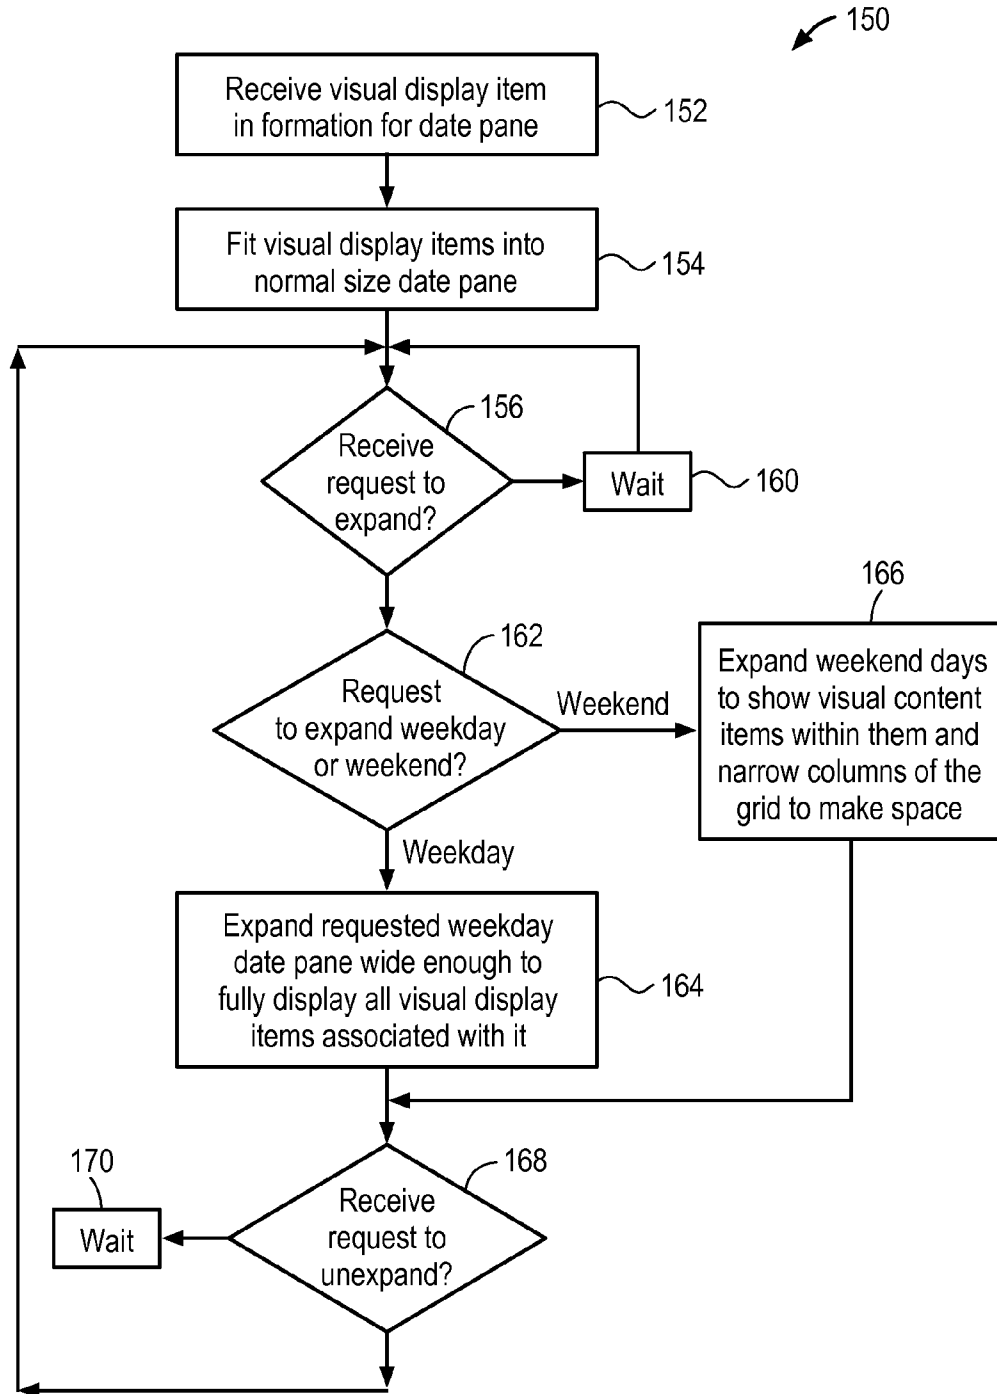 150
Receive visual display item
in formation for date pane
152
Fit visual display items into
normal size date pane
154
156
Receive
request to
expand?
Wait
160
162
Request
to expand weekday
or weekend?
Weekend
166
Expand weekend days
to show visual content
items within them and
narrow columns of the
grid to make space
Weekday
Expand requested weekday
date pane wide enough to
fully display all visual display
items associated with it
164
168
Receive
request to
unexpand?
170
Wait